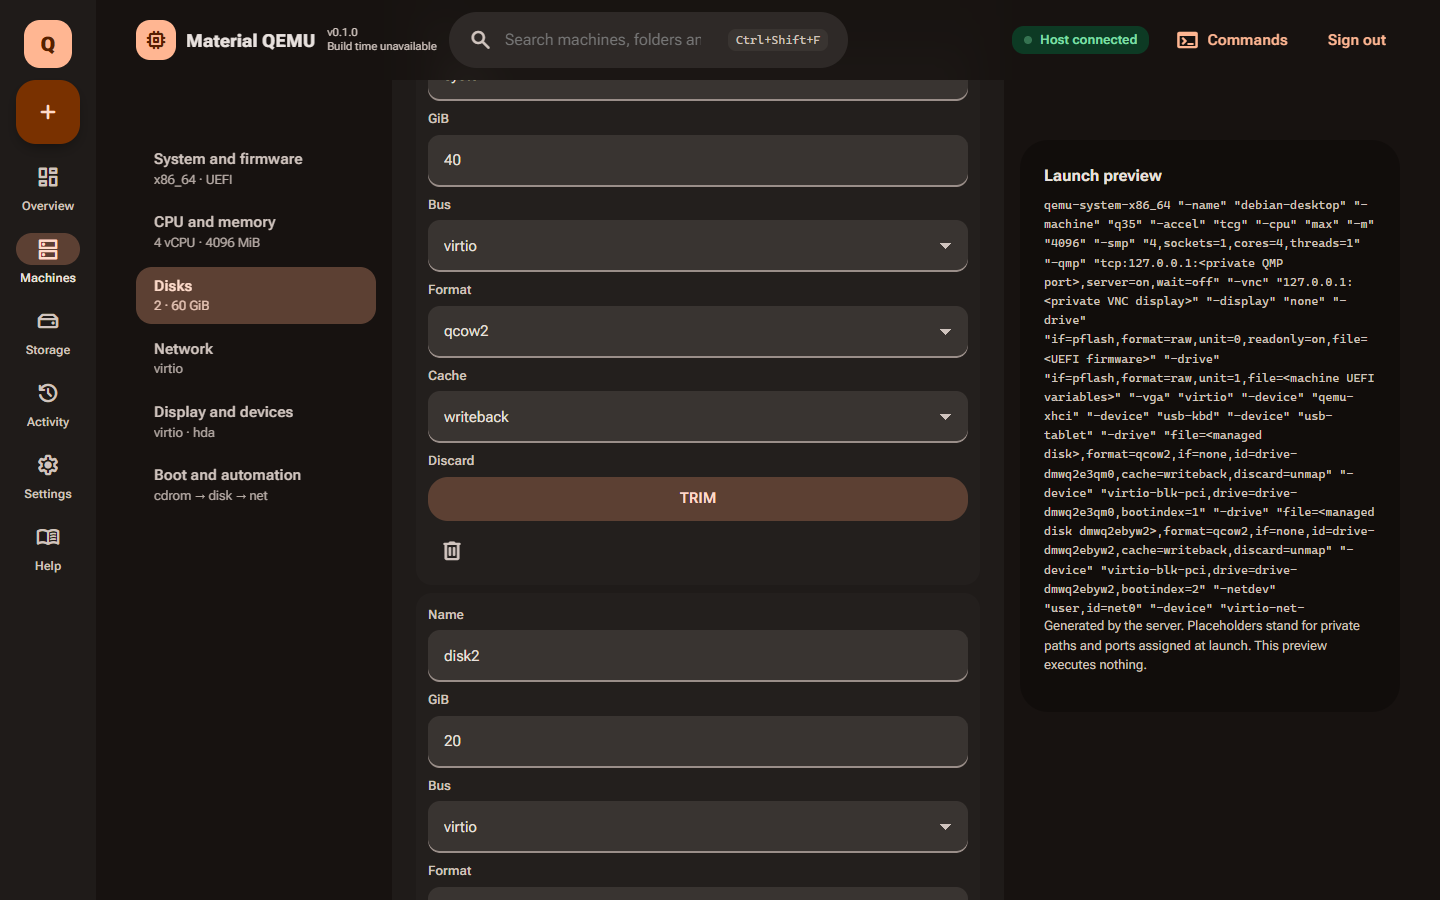 Q
Material QEMU
v0.1.0
Build time unavailable
Search machines, folders an
Ctrl+Shift+F
Host connected
Commands
Sign out
+
Overview
Machines
Storage
Activity
Settings
Help
System and firmware
x86_64 · UEFI
CPU and memory
4 vCPU · 4096 MiB
Disks
2 · 60 GiB
Network
virtio
Display and devices
virtio · hda
Boot and automation
cdrom → disk → net
GiB
40
Bus
virtio
Format
qcow2
Cache
writeback
Discard
TRIM
Name
disk2
GiB
20
Bus
virtio
Format
Launch preview
qemu-system-x86_64 "-name" "debian-desktop" "-
machine" "q35" "-accel" "tcg" "-cpu" "max" "-m"
"4096" "-smp" "4,sockets=1,cores=4,threads=1"
"-qmp" "tcp:127.0.0.1:<private QMP
port>,server=on,wait=off" "-vnc" "127.0.0.1:
<private VNC display>" "-display" "none" "-
drive"
"if=pflash,format=raw,unit=0,readonly=on,file=
<UEFI firmware>" "-drive"
"if=pflash,format=raw,unit=1,file=<machine UEFI
variables>" "-vga" "virtio" "-device" "qemu-
xhci" "-device" "usb-kbd" "-device" "usb-
tablet" "-drive" "file=<managed
disk>,format=qcow2,if=none,id=drive-
dmwq2e3qm0,cache=writeback,discard=unmap" "-
device" "virtio-blk-pci,drive=drive-
dmwq2e3qm0,bootindex=1" "-drive" "file=<managed
disk dmwq2ebyw2>,format=qcow2,if=none,id=drive-
dmwq2ebyw2,cache=writeback,discard=unmap" "-
device" "virtio-blk-pci,drive=drive-
dmwq2ebyw2,bootindex=2" "-netdev"
"user,id=net0" "-device" "virtio-net-
Generated by the server. Placeholders stand for private
paths and ports assigned at launch. This preview
executes nothing.